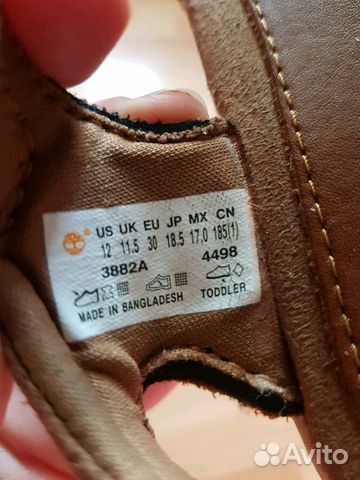 US UK EU JP MX CN
12 11.5 30 18.5 17.0 185(1)
3882A 4498
TODDLER
MADE IN BANGLADESH
Avito